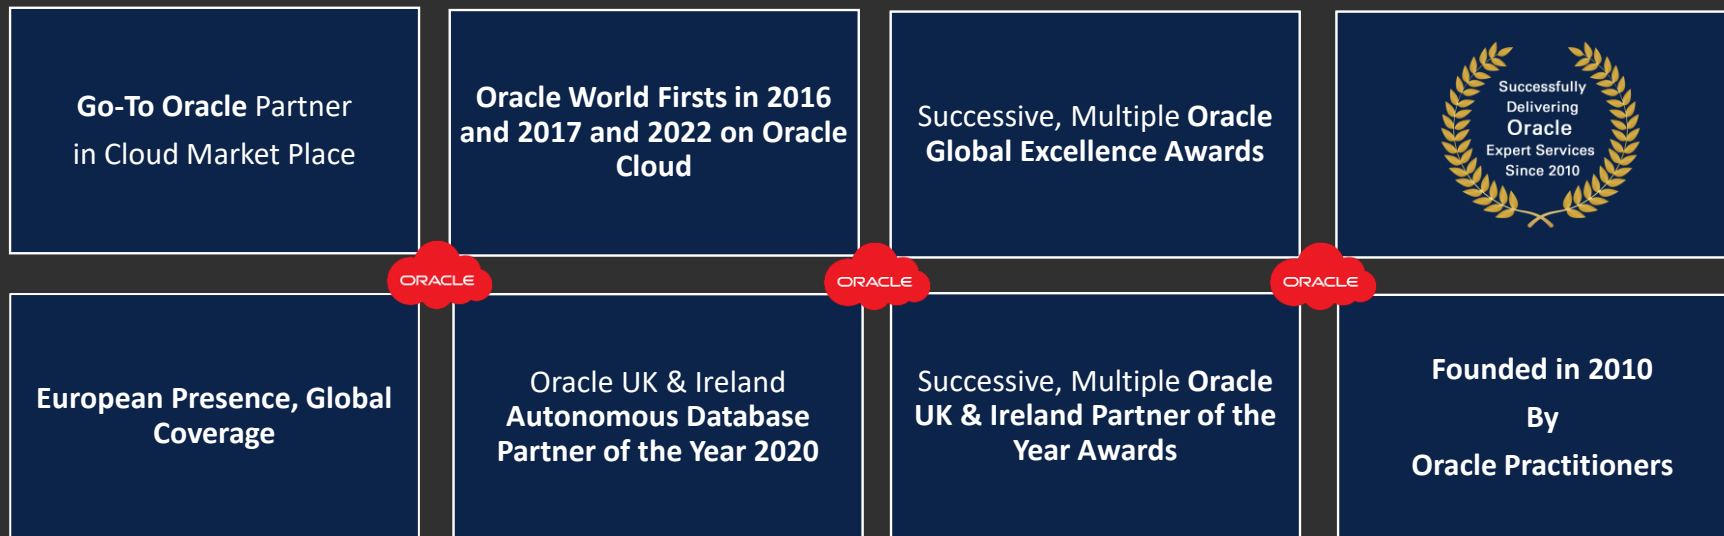 Go-To Oracle Partner
in Cloud Market Place
Oracle World Firsts in 2016
and 2017 and 2022 on Oracle
Cloud
Successive, Multiple Oracle
Global Excellence Awards
Successfully
Delivering
Oracle
Expert Services
Since 2010
ORACLE
ORACLE
ORACLE
European Presence, Global
Coverage
Oracle UK & Ireland
Autonomous Database
Partner of the Year 2020
Successive, Multiple Oracle
UK & Ireland Partner of the
Year Awards
Founded in 2010
By
Oracle Practitioners